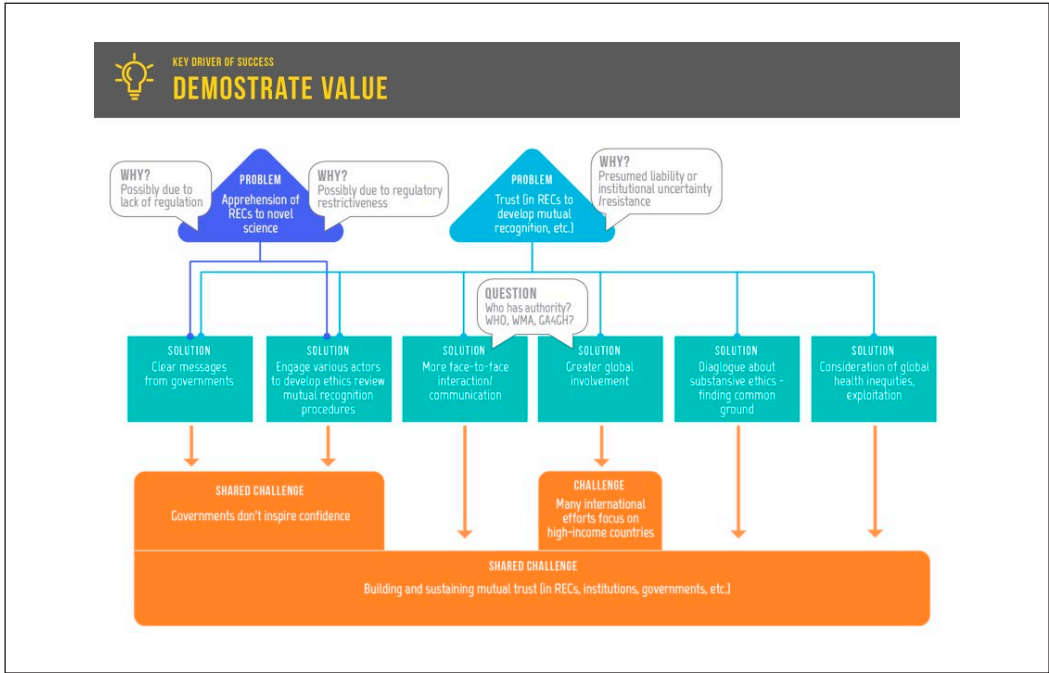 KEY DRIVER OF SUCCESS
DEMOSTRATE VALUE
WHY?
Possibly due to
lack of regulation
PROBLEM
Apprehension of
RECs to novel
science
WHY?
Possibly due to regulatory
restrictiveness
PROBLEM
Trust (in RECs to
develop mutual
recognition, etc.)
WHY?
Presumed liability or
institutional uncertainty
/resistance
QUESTION
Who has authority?
WHO, WMA, GA4GH?
SOLUTION
Clear messages
from governments
SOLUTION
Engage various actors
to develop ethics review
mutual recognition
procedures
SOLUTION
More face-to-face
interaction/
communication
SOLUTION
Greater global
involvement
SOLUTION
Diaglogue about
substansive ethics -
finding common
ground
SOLUTION
Consideration of global
health inequities,
exploitation
SHARED CHALLENGE
Governments don't inspire confidence
CHALLENGE
Many international
efforts focus on
high-income countries
SHARED CHALLENGE
Building and sustaining mutual trust (in RECs, institutions, governments, etc.)